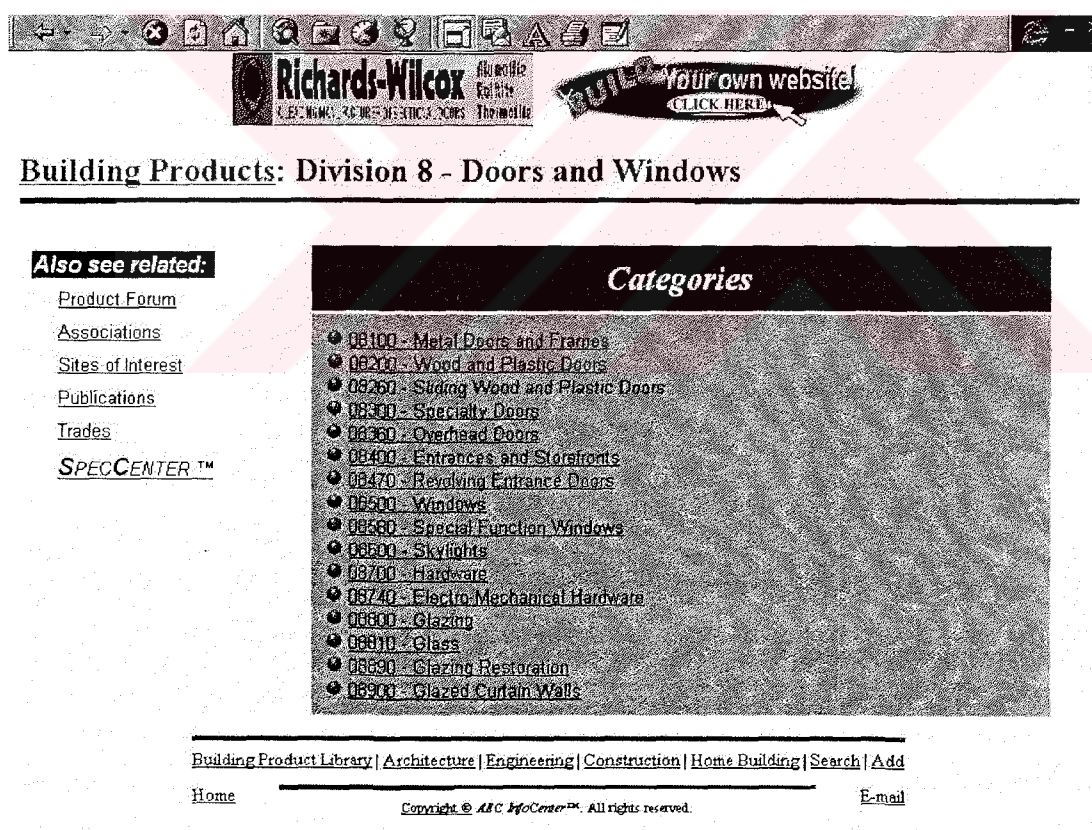 Richards-Wilcox
Thermatite
BUILD Your own website!
CLICK HERE
Building Products: Division 8 - Doors and Windows
Also see related:
Product Forum
Associations
Sites of Interest
Publications
Trades
SPECCENTER ™
Categories
08100 - Metal Doors and Frames
08200 - Wood and Plastic Doors
08260 - Sliding Wood and Plastic Doors
08300 - Specialty Doors
08360 - Overhead Doors
08400 - Entrances and Storefronts
08470 - Revolving Entrance Doors
08500 - Windows
08580 - Special Function Windows
08600 - Skylights
08700 - Hardware
08740 - Electro-Mechanical Hardware
08800 - Glazing
08810 - Glass
08890 - Glazing Restoration
08900 - Glazed Curtain Walls
Building Product Library | Architecture | Engineering | Construction | Home Building | Search | Add
Home
E-mail
Copyright © ABC InfoCenter™. All rights reserved.